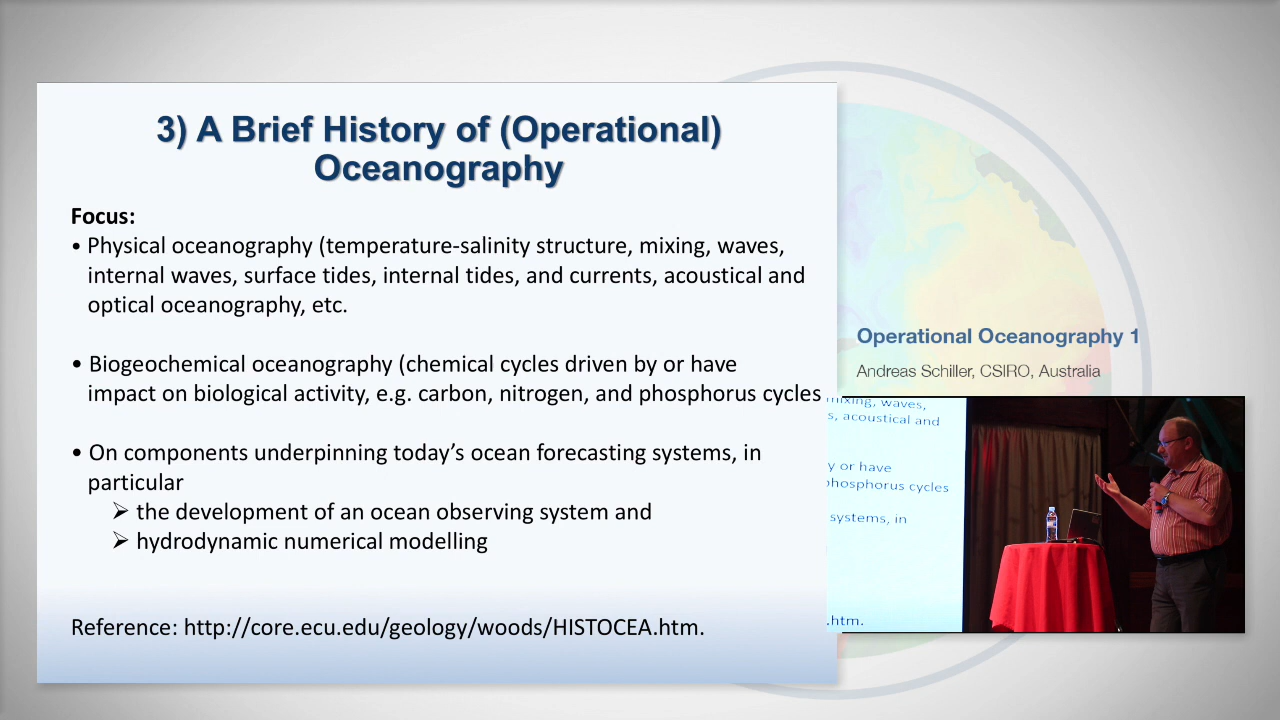 3) A Brief History of (Operational)
Oceanography
Focus:
• Physical oceanography (temperature-salinity structure, mixing, waves,
internal waves, surface tides, internal tides, and currents, acoustical and
optical oceanography, etc.
• Biogeochemical oceanography (chemical cycles driven by or have
impact on biological activity, e.g. carbon, nitrogen, and phosphorus cycles
• On components underpinning today's ocean forecasting systems, in
particular
➢ the development of an ocean observing system and
➢ hydrodynamic numerical modelling
Reference: http://core.ecu.edu/geology/woods/HISTOCEA.htm.
Operational Oceanography 1
Andreas Schiller, CSIRO, Australia
mixing, waves,
s, acoustical and
y or have
phosphorus cycles
systems, in
.htm.